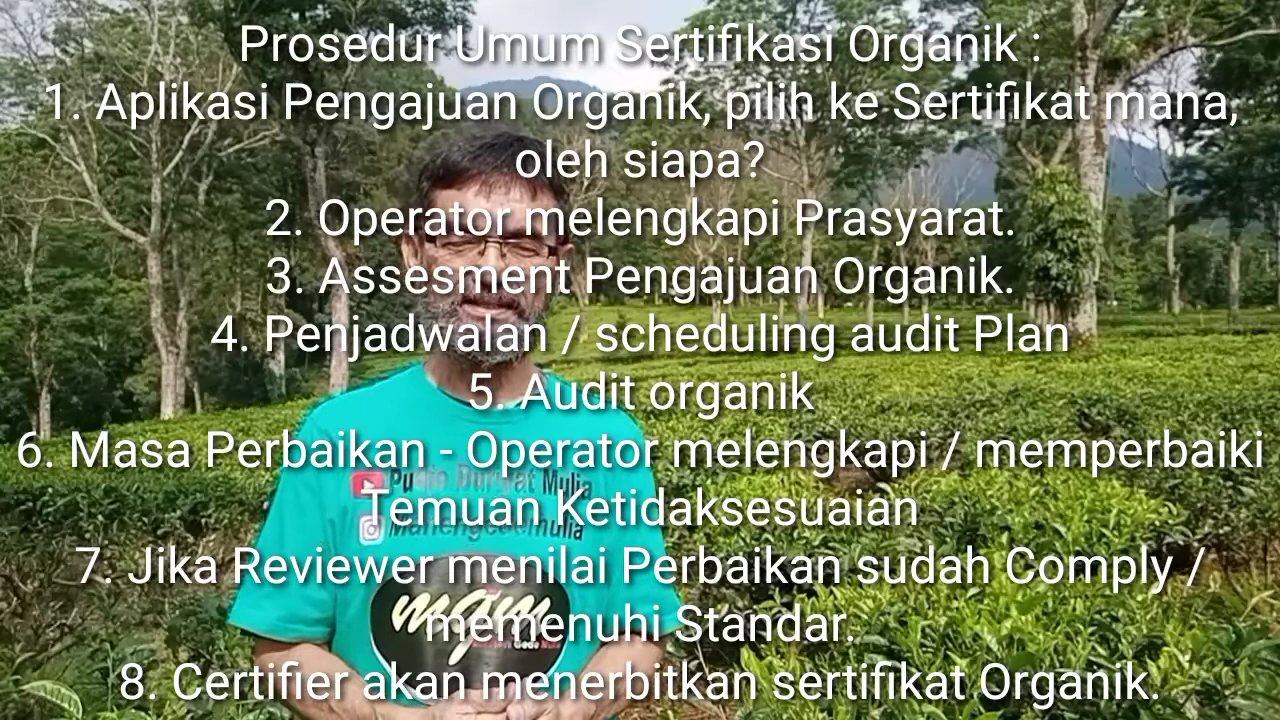 Prosedur Umum Sertifikasi Organik :
1. Aplikasi Pengajuan Organik, pilih ke Sertifikat mana,
oleh siapa?
2. Operator melengkapi Prasyarat.
3. Assesment Pengajuan Organik.
4. Penjadwalan / scheduling audit Plan
5. Audit organik
6. Masa Perbaikan - Operator melengkapi / memperbaiki
Temuan Ketidaksesuaian
7. Jika Reviewer menilai Perbaikan sudah Comply /
memenuhi Standar.
8. Certifier akan menerbitkan sertifikat Organik.
Mulia
mgm